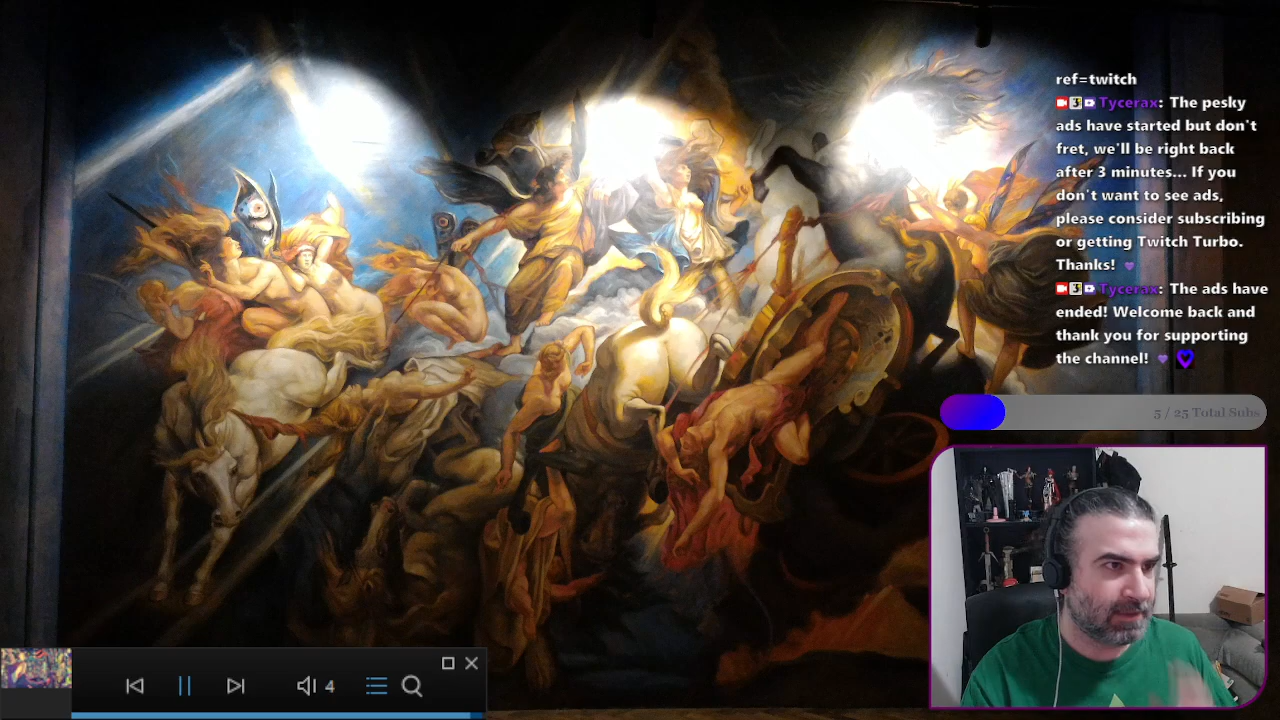 ref=twitch
Tycerax: The pesky
ads have started but don't
fret, we'll be right back
after 3 minutes... If you
don't want to see ads,
please consider subscribing
or getting Twitch Turbo.
Thanks!
Tycerax: The ads have
ended! Welcome back and
thank you for supporting
the channel!
5 / 25 Total Subs
4